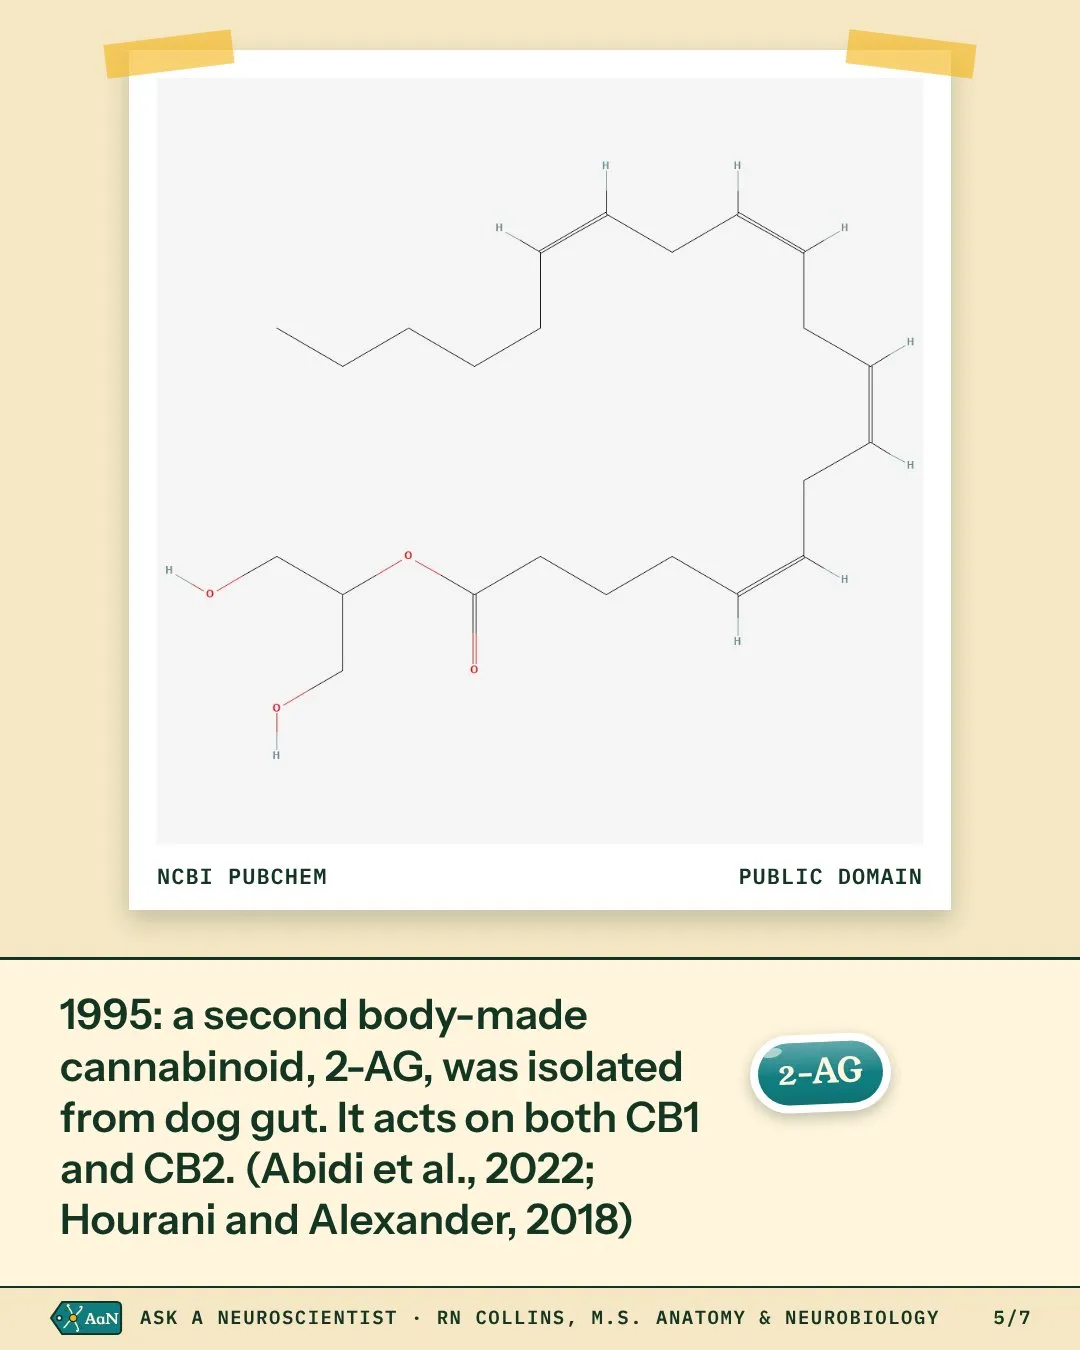 H
H
H
H
H
H
H
O
H
O
H
O
O
H
NCBI PUBCHEM
PUBLIC DOMAIN
1995: a second body-made
cannabinoid, 2-AG, was isolated
from dog gut. It acts on both CB1
and CB2. (Abidi et al., 2022;
Hourani and Alexander, 2018)
2-AG
AaN
ASK A NEUROSCIENTIST · RN COLLINS, M.S. ANATOMY & NEUROBIOLOGY
5/7